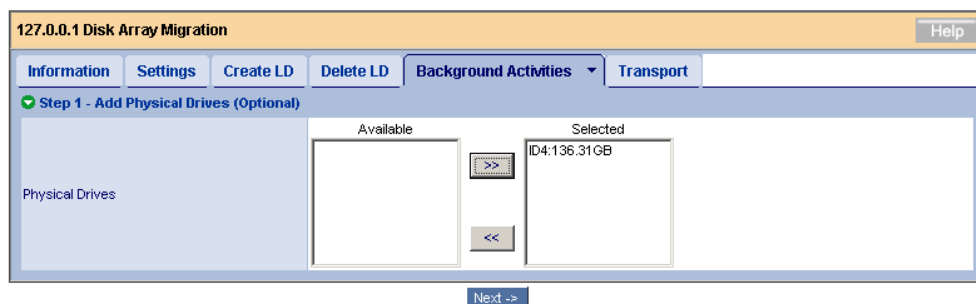 127.0.0.1 Disk Array Migration Help
Information Settings Create LD Delete LD Background Activities Transport
Step 1 - Add Physical Drives (Optional)
Available Selected
ID4:136.31GB
>>
Physical Drives
<<
Next ->